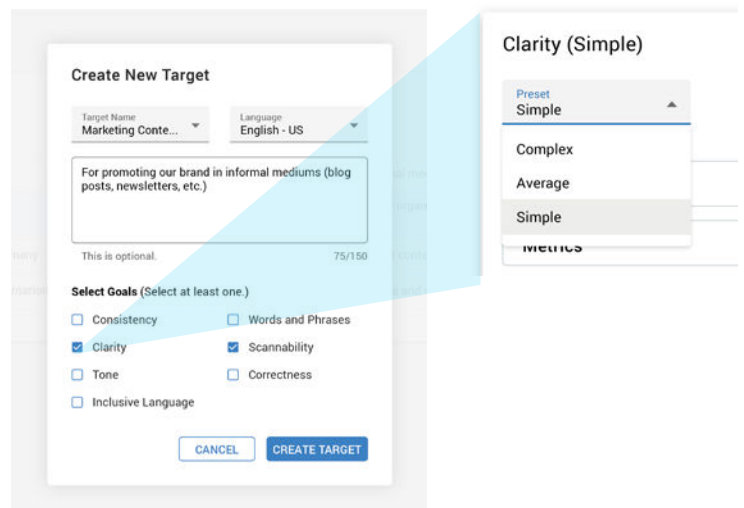 Create New Target
Target Name
Marketing Conte...
Language
English - US
For promoting our brand in informal mediums (blog
posts, newsletters, etc.)
This is optional.
75/150
Select Goals (Select at least one.)
Consistency
Words and Phrases
Clarity
Scannability
Tone
Correctness
Inclusive Language
CANCEL
CREATE TARGET
Clarity (Simple)
Preset
Simple
Complex
Average
Simple
Metrics